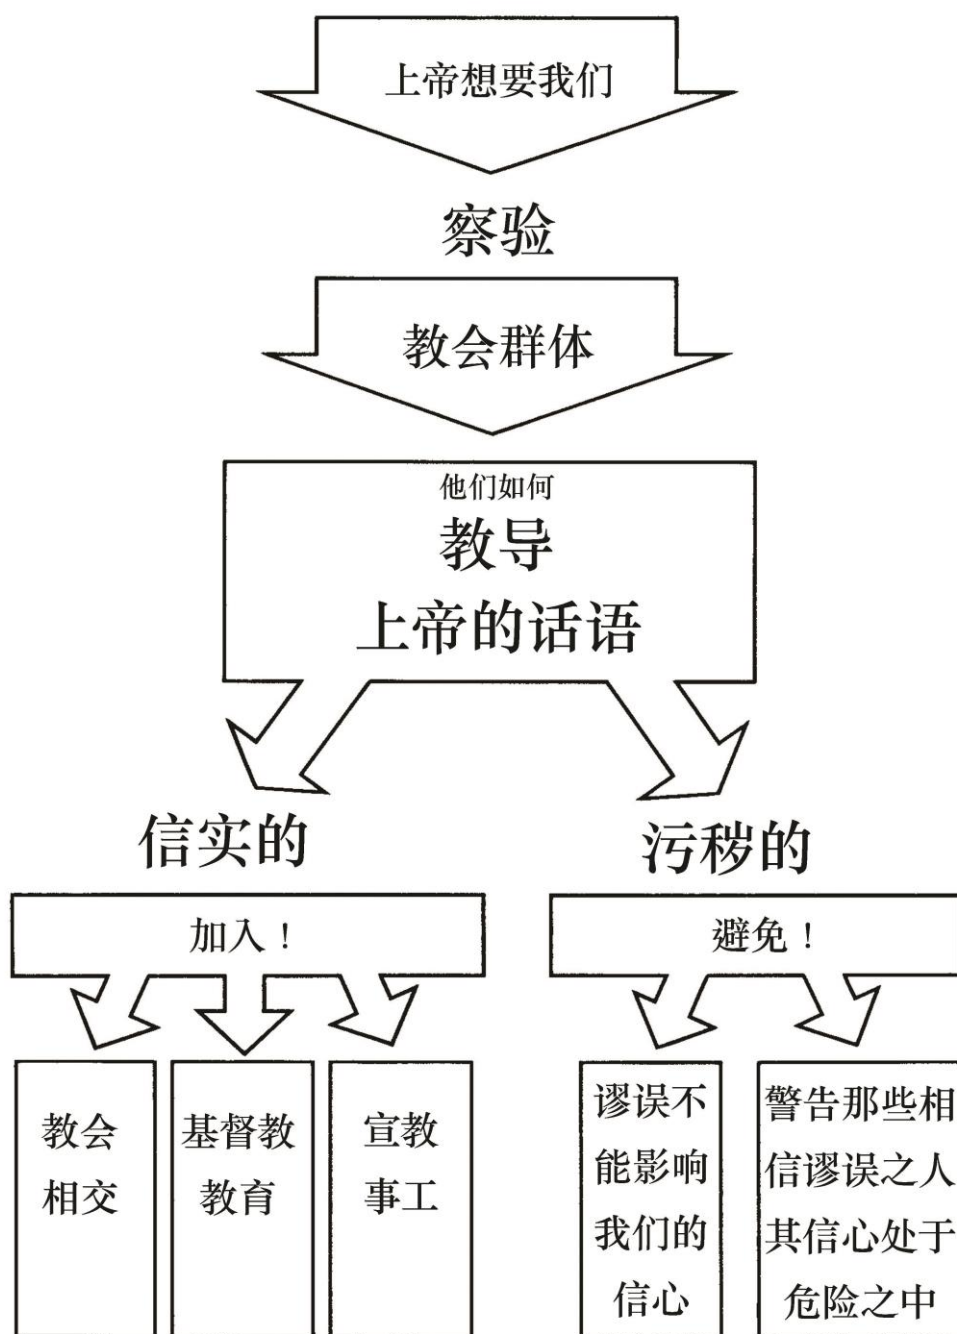 上帝想要我们
察验
教会群体
他们如何
教导
上帝的话语
信实的
污秽的
加入！
避免！
教会
相交
基督教
教育
宣教
事工
谬误不
能影响
我们的
信心
警告那些相
信谬误之人
其信心处于
危险之中